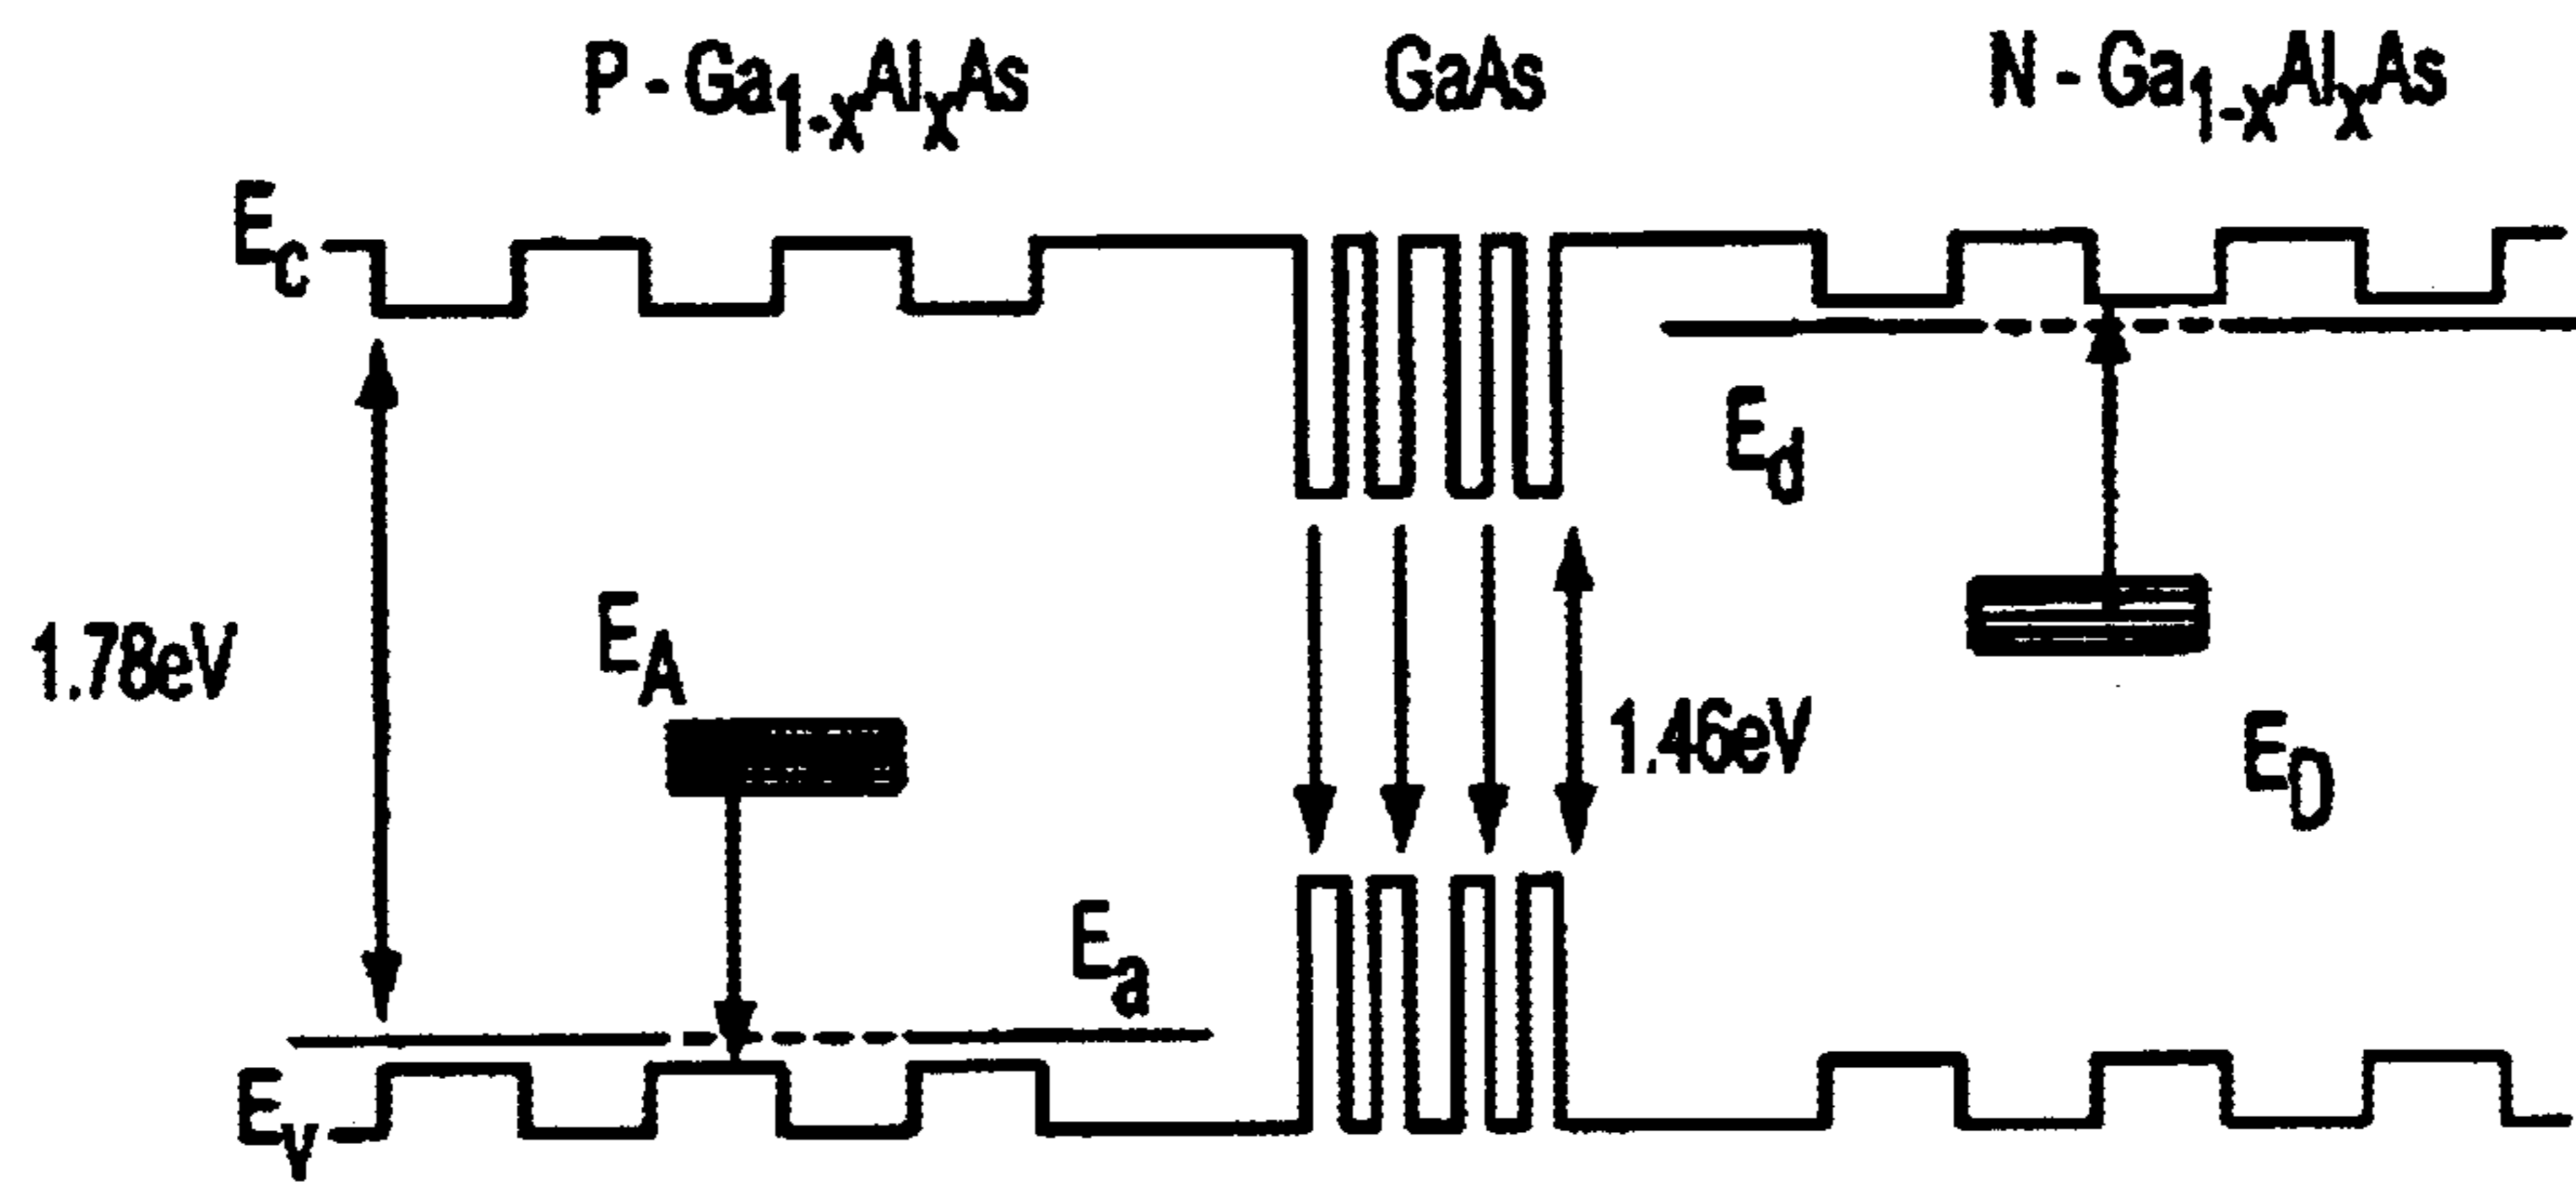 P - Ga1-xAlxAs
GaAs
N - Ga1-xAlxAs
Ec
Ed
1.78eV
EA
1.46eV
ED
Ea
Ev